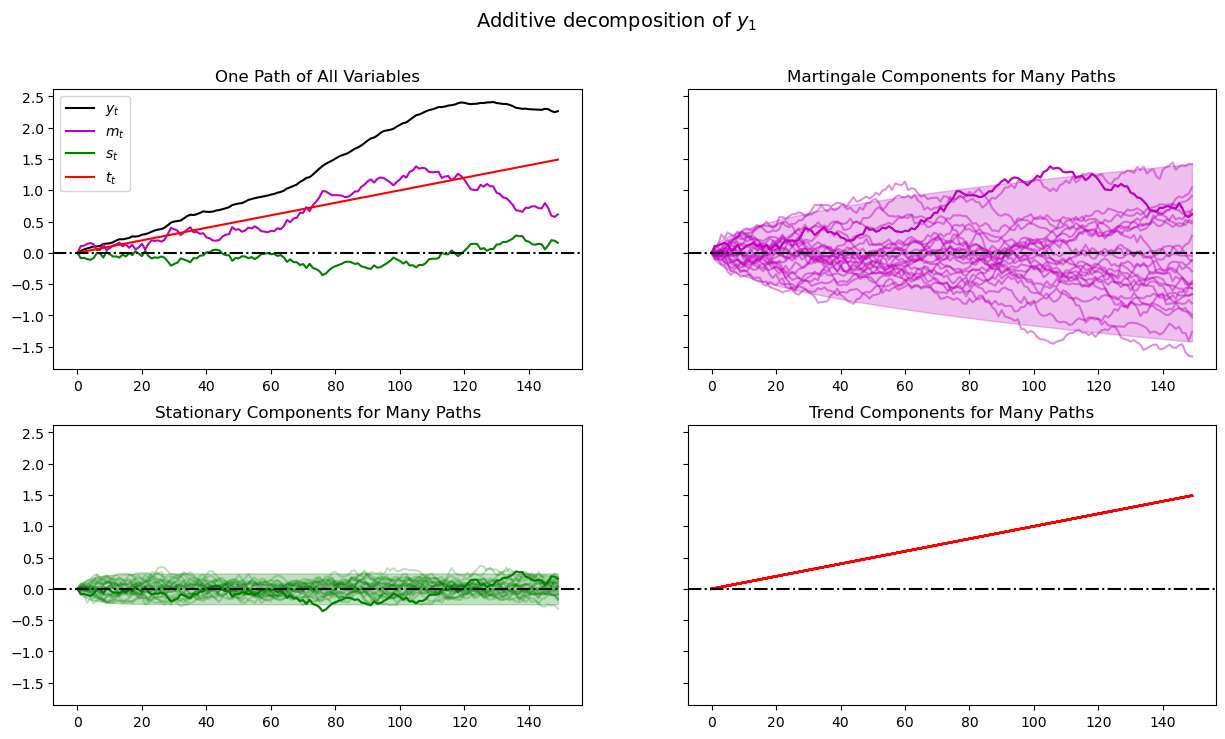 Additive decomposition of y₁
One Path of All Variables
2.5
2.0
1.5
1.0
0.5
0.0
−0.5
−1.0
−1.5
yₜ
mₜ
sₜ
tₜ
0 20 40 60 80 100 120 140
Martingale Components for Many Paths
0 20 40 60 80 100 120 140
Stationary Components for Many Paths
2.5
2.0
1.5
1.0
0.5
0.0
−0.5
−1.0
−1.5
0 20 40 60 80 100 120 140
Trend Components for Many Paths
0 20 40 60 80 100 120 140